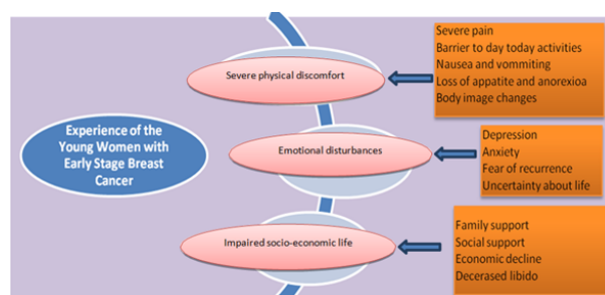 Experience of the
Young Women with
Early Stage Breast
Cancer
Severe physical discomfort
Severe pain
Barrier to day today activities
Nausea and vommiting
Loss of appatite and anorexioa
Body image changes
Emotional disturbances
Depression
Anxiety
Fear of recurrence
Uncertainty about life
Impaired socio-economic life
Family support
Social support
Economic decline
Decerased libido